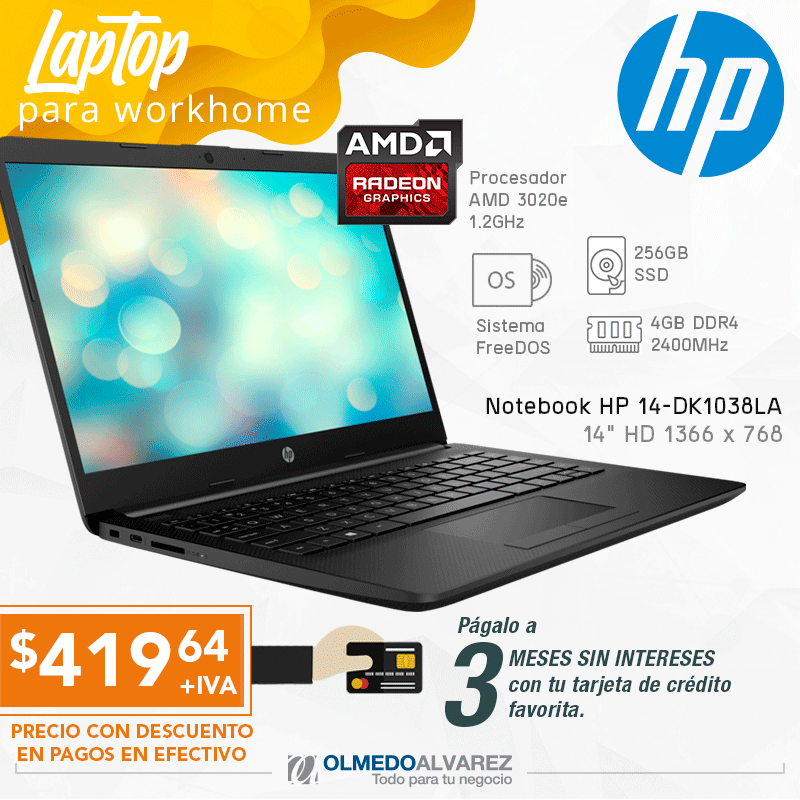 Laptop
para workhome
hp
AMD
RADEON
GRAPHICS
Procesador
AMD 3020e
1.2GHz
OS
256GB
SSD
Sistema
FreeDOS
4GB DDR4
2400MHz
Notebook HP 14-DK1038LA
14" HD 1366 x 768
hp
$419 64
+IVA
PRECIO CON DESCUENTO
EN PAGOS EN EFECTIVO
Págalo a
3 MESES SIN INTERESES
con tu tarjeta de crédito
favorita.
OLMEDOALVAREZ
Todo para tu negocio